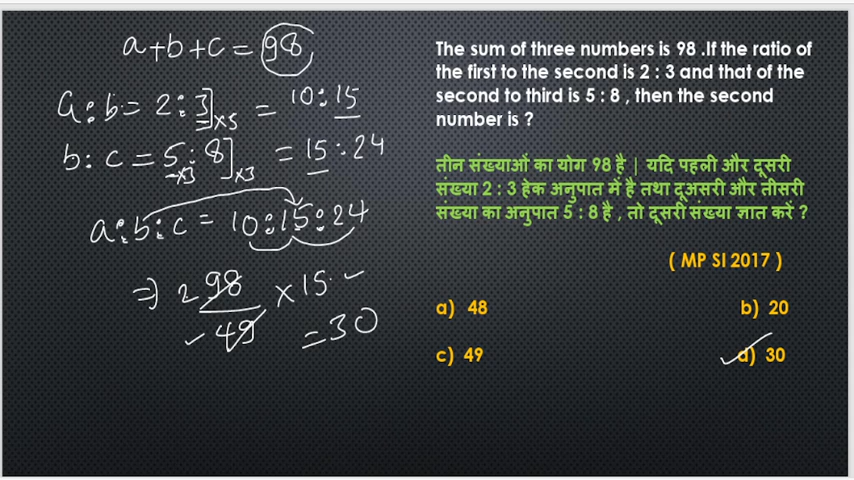 a+b+c = 98
a:b = 2:3]×5 = 10:15
b:c = 5:8]×3 = 15:24
×3
a:b:c = 10:15:24
⇒ 2 98/49 × 15
= 30
The sum of three numbers is 98 .If the ratio of
the first to the second is 2 : 3 and that of the
second to third is 5 : 8 , then the second
number is ?
तीन संख्याओं का योग 98 है | यदि पहली और दूसरी
संख्या 2 : 3 हेक अनुपात में है तथा दूअसरी और तीसरी
संख्या का अनुपात 5 : 8 है , तो दूसरी संख्या ज्ञात करें ?
( MP SI 2017 )
a) 48
b) 20
c) 49
d) 30